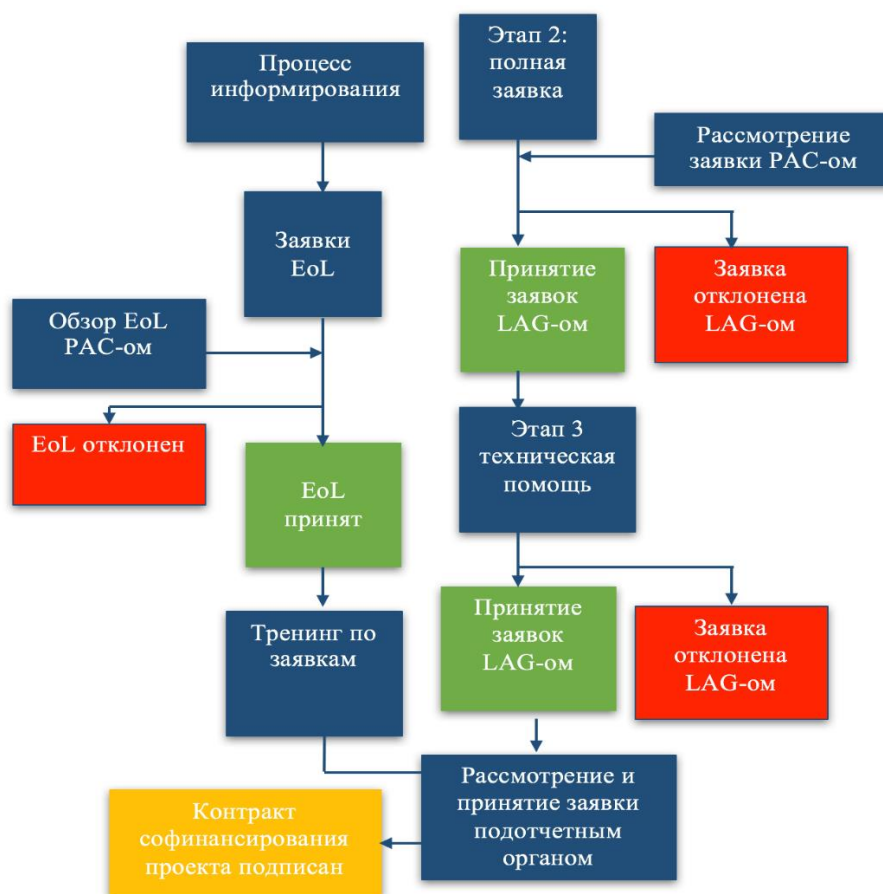 Процесс
информирования
Заявки
EoL
Обзор EoL
PAC-ом
EoL отклонен
EoL
принят
Тренинг по
заявкам
Этап 2:
полная
заявка
Рассмотрение
заявки PAC-ом
Принятие
заявок
LAG-ом
Заявка
отклонена
LAG-ом
Этап 3
техническая
помощь
Принятие
заявок
LAG-ом
Заявка
отклонена
LAG-ом
Рассмотрение и
принятие заявки
подотчетным
органом
Контракт
софинансирования
проекта подписан